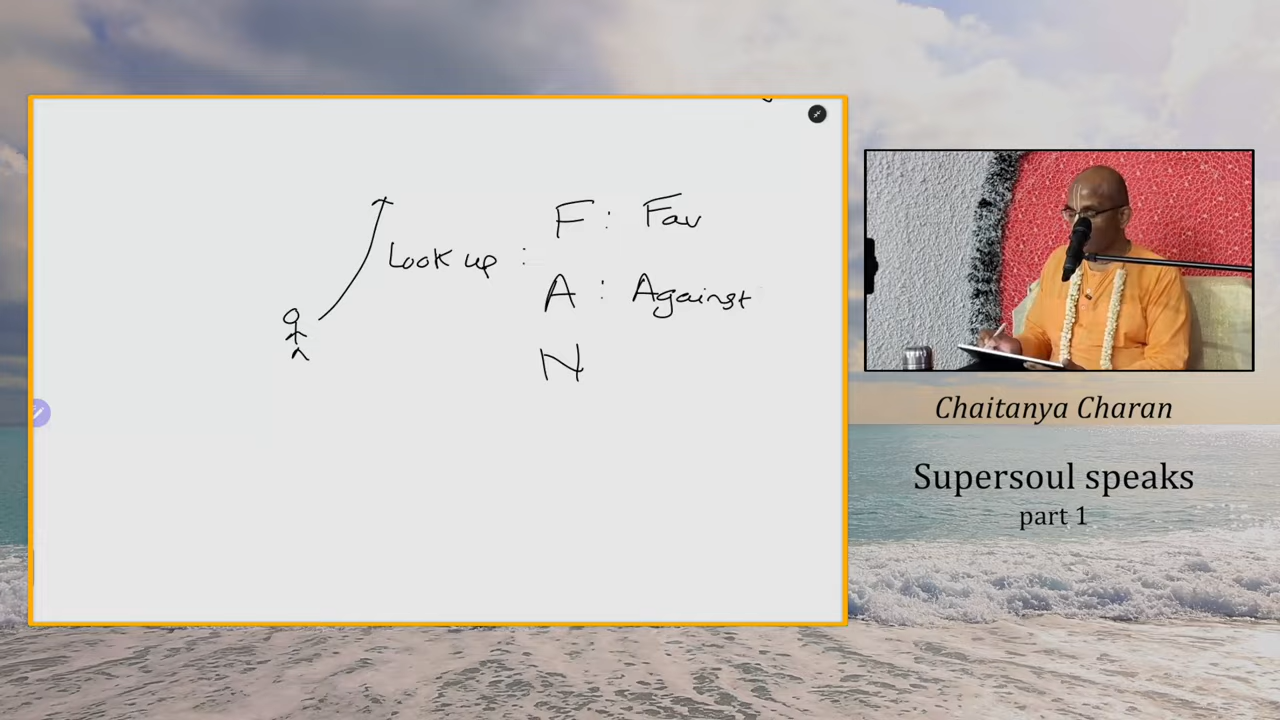 F : Fav
Look up :
A : Against
N
Chaitanya Charan
Supersoul speaks
part 1